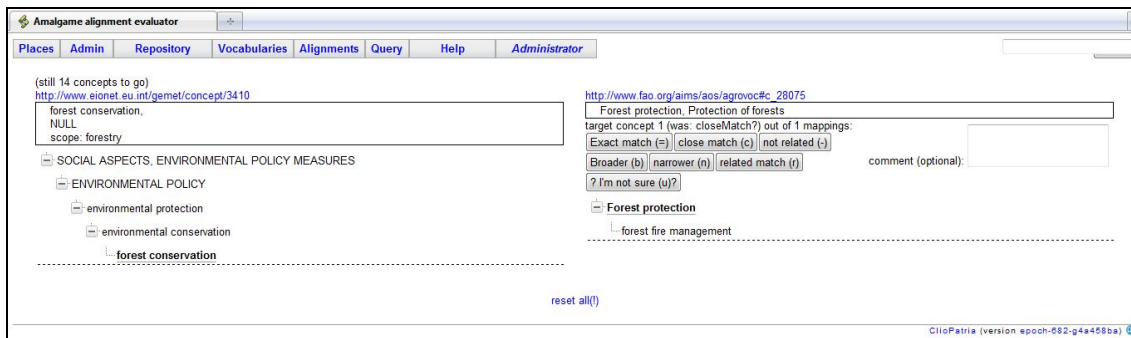 Amalgame alignment evaluator
Places Admin Repository Vocabularies Alignments Query Help Administrator
(still 14 concepts to go)
http://www.eionet.eu.int/gemet/concept/3410
forest conservation,
NULL
scope: forestry
SOCIAL ASPECTS, ENVIRONMENTAL POLICY MEASURES
ENVIRONMENTAL POLICY
environmental protection
environmental conservation
forest conservation
http://www.fao.org/aims/aos/agrovoc#c_28075
Forest protection, Protection of forests
target concept 1 (was: closeMatch?) out of 1 mappings:
Exact match (=) close match (c) not related (-)
Broader (b) narrower (n) related match (r)
comment (optional):
? I'm not sure (u)?
Forest protection
forest fire management
reset all(!)
ClioPatria (version epoch-682-g4a458ba)